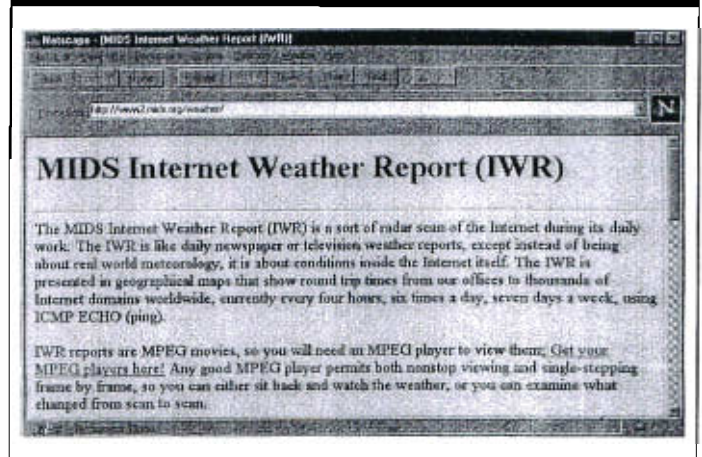 Netscape - [MIDS Internet Weather Report (IWR)]
http://www2.mids.org/weather/
N
MIDS Internet Weather Report (IWR)
The MIDS Internet Weather Report (IWR) is a sort of radar scan of the Internet during its daily
work. The IWR is like daily newspaper or television weather reports, except instead of being
about real world meteorology, it is about conditions inside the Internet itself. The IWR is
presented in geographical maps that show round trip times from our offices to thousands of
Internet domains worldwide, currently every four hours, six times a day, seven days a week, using
ICMP ECHO (ping).
IWR reports are MPEG movies, so you will need an MPEG player to view them; Get your
MPEG players here! Any good MPEG player permits both nonstop viewing and single-stepping
frame by frame, so you can either sit back and watch the weather, or you can examine what
changed from scan to scan.